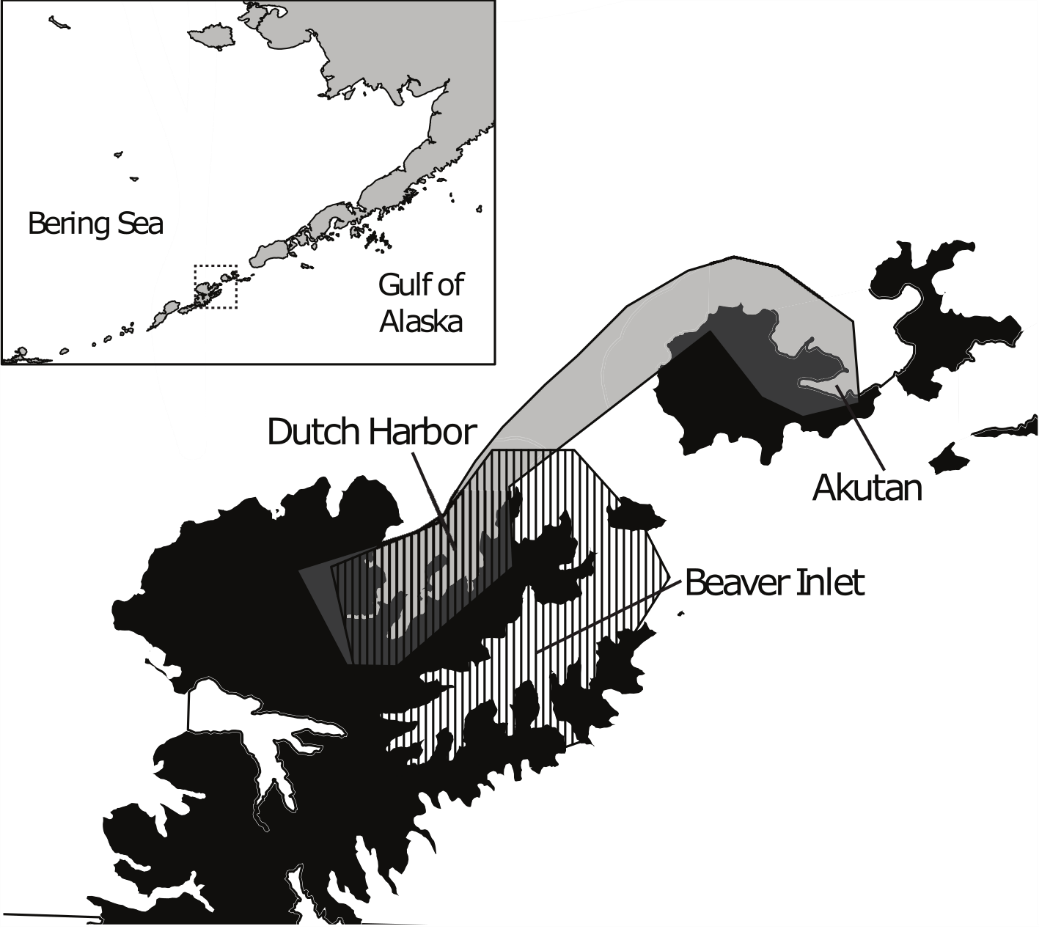 Bering Sea
Gulf of
Alaska
Dutch Harbor
Akutan
Beaver Inlet